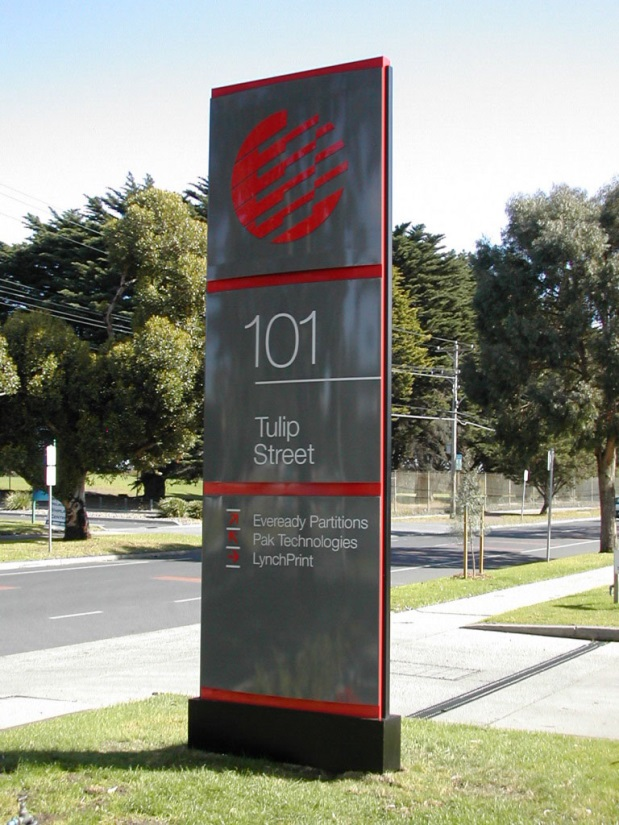 101
Tulip
Street
Eveready Partitions
Pak Technologies
LynchPrint